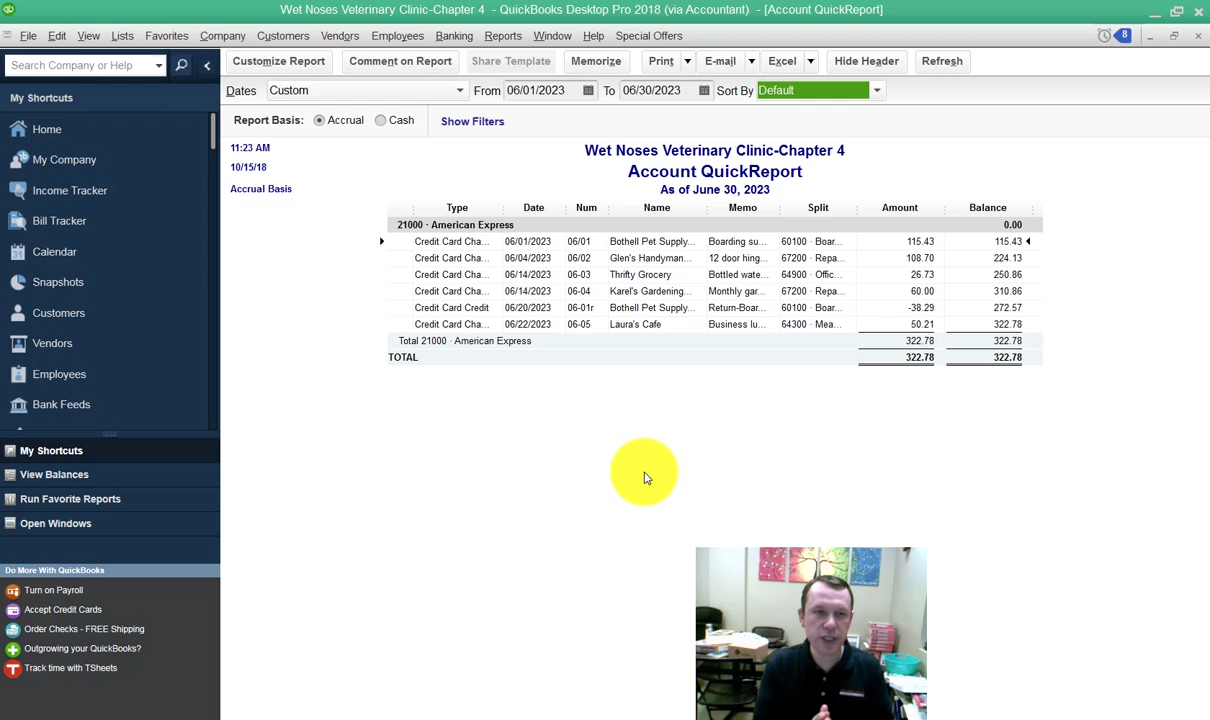 Wet Noses Veterinary Clinic-Chapter 4 - QuickBooks Desktop Pro 2018 (via Accountant) - [Account QuickReport]
File Edit View Lists Favorites Company Customers Vendors Employees Banking Reports Window Help Special Offers 8
Search Company or Help
Customize Report Comment on Report Share Template Memorize Print E-mail Excel Hide Header Refresh
Dates Custom From 06/01/2023 To 06/30/2023 Sort By Default
Report Basis: Accrual Cash Show Filters
My Shortcuts
Home
My Company
Income Tracker
Bill Tracker
Calendar
Snapshots
Customers
Vendors
Employees
Bank Feeds
My Shortcuts
View Balances
Run Favorite Reports
Open Windows
Do More With QuickBooks
Turn on Payroll
Accept Credit Cards
Order Checks - FREE Shipping
Outgrowing your QuickBooks?
Track time with TSheets
11:23 AM
10/15/18
Accrual Basis
Wet Noses Veterinary Clinic-Chapter 4
Account QuickReport
As of June 30, 2023
Type Date Num Name Memo Split Amount Balance
21000 · American Express 0.00
Credit Card Cha... 06/01/2023 06/01 Bothell Pet Supply... Boarding su... 60100 · Boar... 115.43 115.43
Credit Card Cha... 06/04/2023 06/02 Glen's Handyman... 12 door hing... 67200 · Repa... 108.70 224.13
Credit Card Cha... 06/14/2023 06-03 Thrifty Grocery Bottled wate... 64900 · Offic... 26.73 250.86
Credit Card Cha... 06/14/2023 06-04 Karel's Gardening... Monthly gar... 67200 · Repa... 60.00 310.86
Credit Card Credit 06/20/2023 06-01r Bothell Pet Supply... Return-Boar... 60100 · Boar... -38.29 272.57
Credit Card Cha... 06/22/2023 06-05 Laura's Cafe Business lu... 64300 · Mea... 50.21 322.78
Total 21000 · American Express 322.78 322.78
TOTAL 322.78 322.78